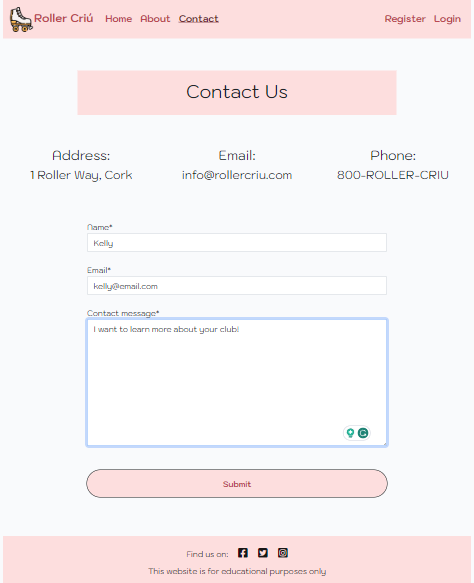 Roller Criú Home About Contact Register Login
Contact Us
Address: Email: Phone:
1 Roller Way, Cork info@rollercriu.com 800-ROLLER-CRIU
Name*
Kelly
Email*
kelly@email.com
Contact message*
I want to learn more about your club!
Submit
Find us on:
This website is for educational purposes only